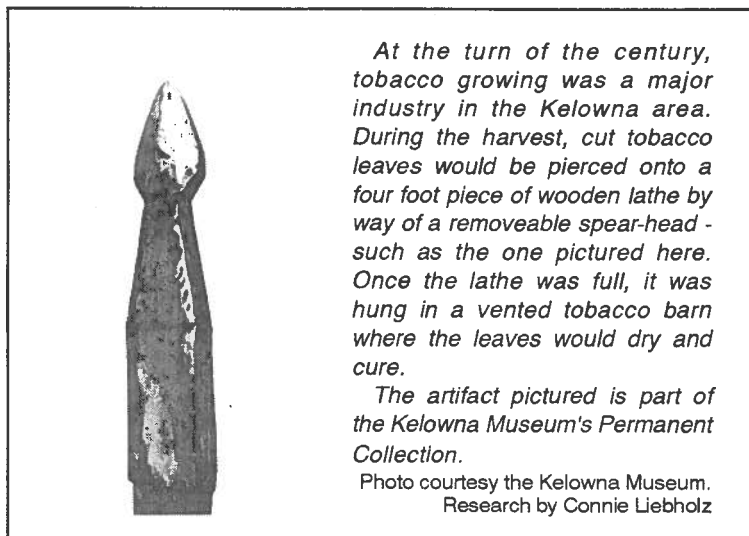 At the turn of the century,
tobacco growing was a major
industry in the Kelowna area.
During the harvest, cut tobacco
leaves would be pierced onto a
four foot piece of wooden lathe by
way of a removeable spear-head -
such as the one pictured here.
Once the lathe was full, it was
hung in a vented tobacco barn
where the leaves would dry and
cure.
The artifact pictured is part of
the Kelowna Museum's Permanent
Collection.
Photo courtesy the Kelowna Museum.
Research by Connie Liebholz